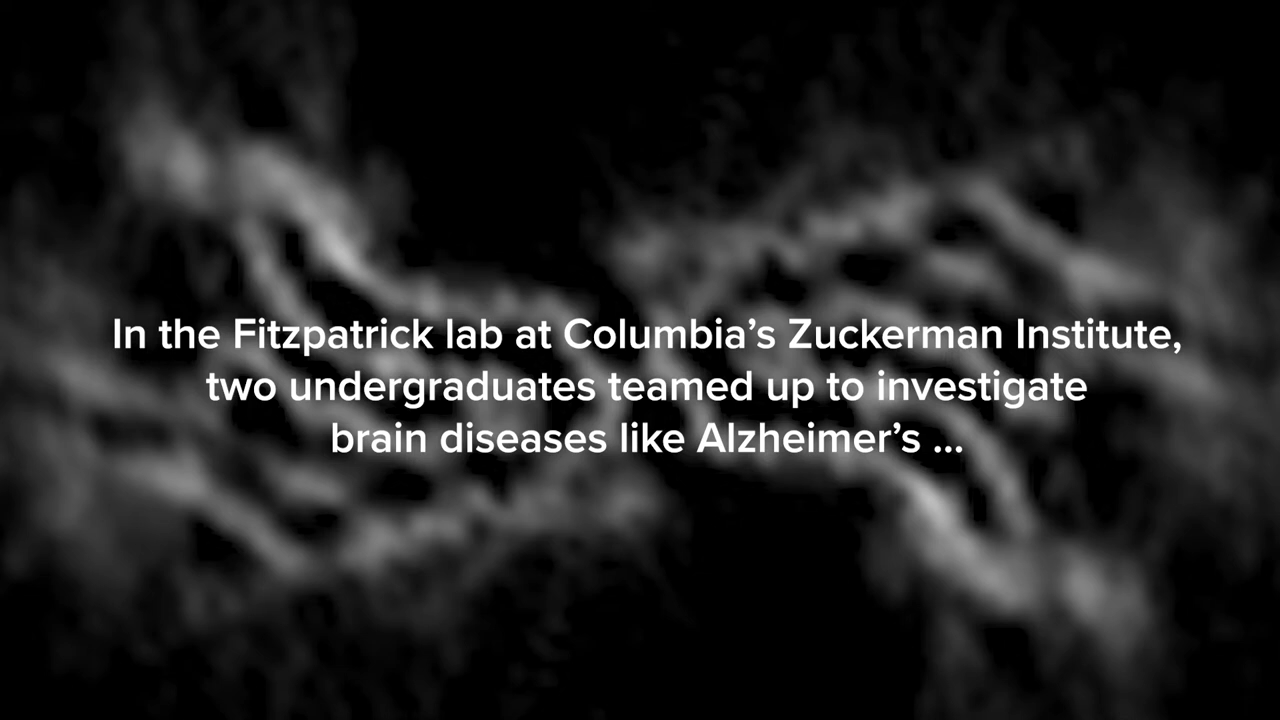 In the Fitzpatrick lab at Columbia’s Zuckerman Institute,
two undergraduates teamed up to investigate
brain diseases like Alzheimer’s ...